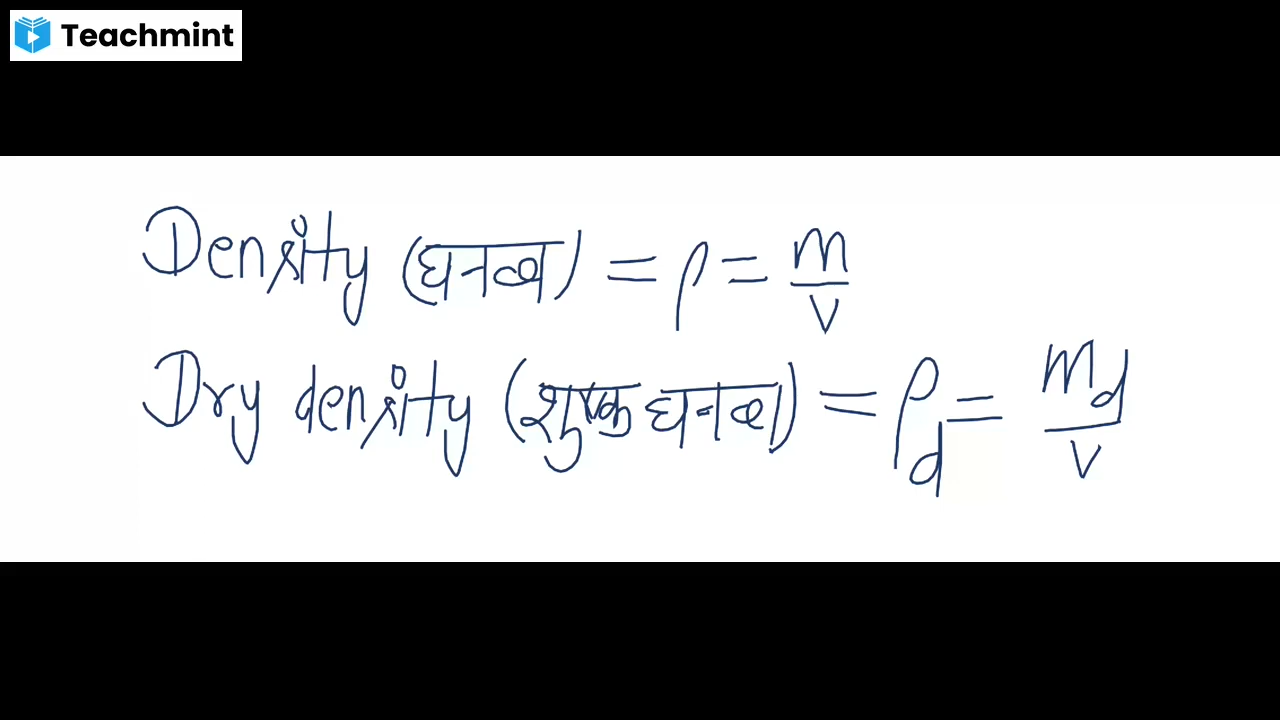 Teachmint
Density (घनत्व) = ρ = m/v
Dry density (शुष्क घनत्व) = ρd = Md/v